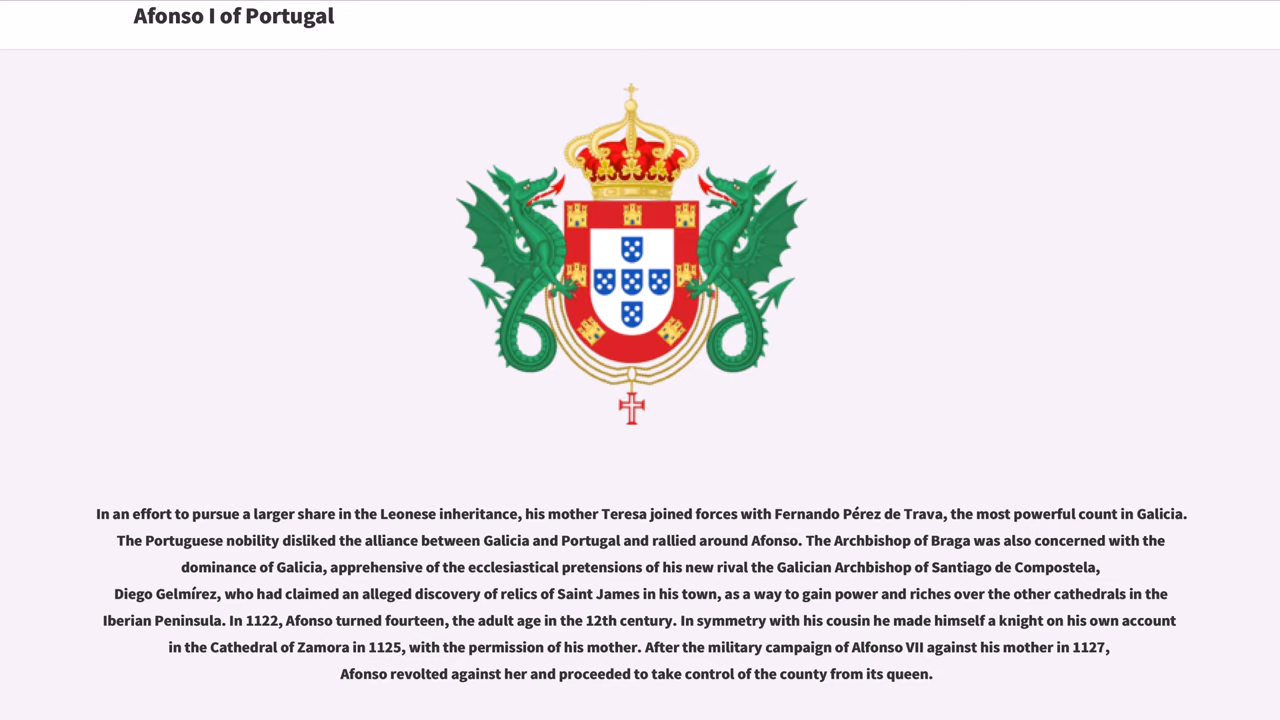 Afonso I of Portugal
In an effort to pursue a larger share in the Leonese inheritance, his mother Teresa joined forces with Fernando Pérez de Trava, the most powerful count in Galicia.
The Portuguese nobility disliked the alliance between Galicia and Portugal and rallied around Afonso. The Archbishop of Braga was also concerned with the
dominance of Galicia, apprehensive of the ecclesiastical pretensions of his new rival the Galician Archbishop of Santiago de Compostela,
Diego Gelmírez, who had claimed an alleged discovery of relics of Saint James in his town, as a way to gain power and riches over the other cathedrals in the
Iberian Peninsula. In 1122, Afonso turned fourteen, the adult age in the 12th century. In symmetry with his cousin he made himself a knight on his own account
in the Cathedral of Zamora in 1125, with the permission of his mother. After the military campaign of Alfonso VII against his mother in 1127,
Afonso revolted against her and proceeded to take control of the county from its queen.